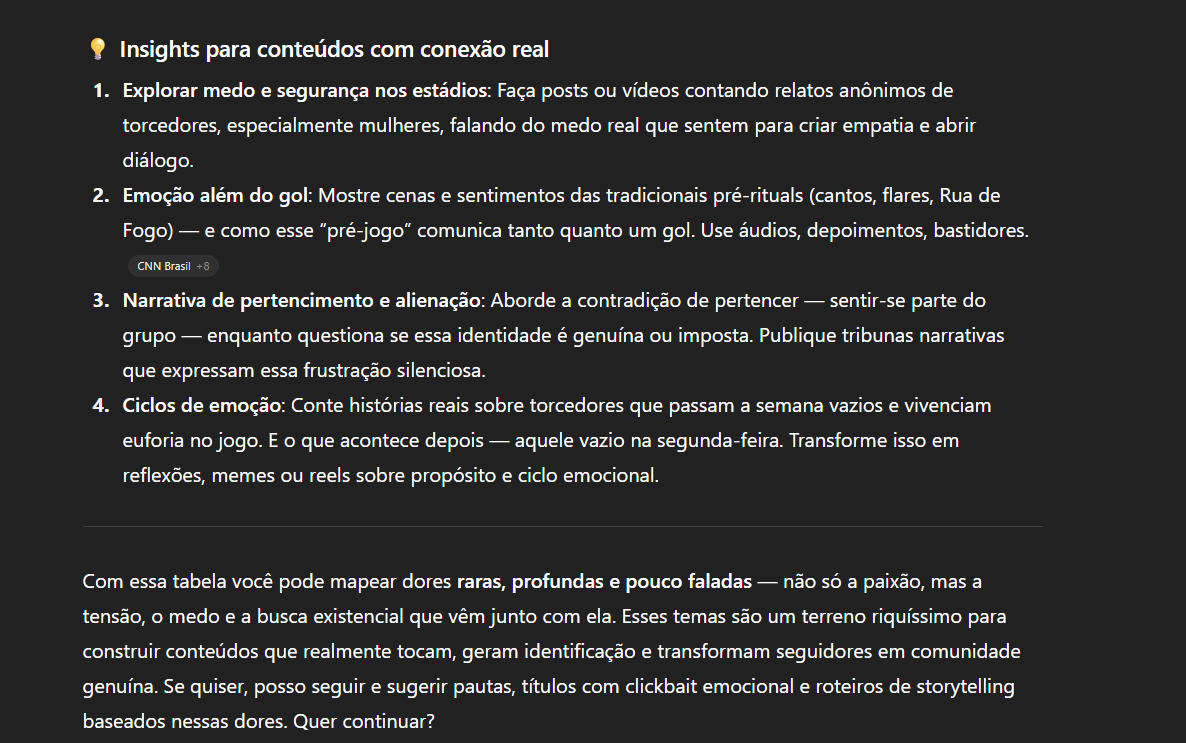 💡 Insights para conteúdos com conexão real
1. Explorar medo e segurança nos estádios: Faça posts ou vídeos contando relatos anônimos de
torcedores, especialmente mulheres, falando do medo real que sentem para criar empatia e abrir
diálogo.
2. Emoção além do gol: Mostre cenas e sentimentos das tradicionais pré-rituals (cantos, flares, Rua de
Fogo) — e como esse “pré-jogo” comunica tanto quanto um gol. Use áudios, depoimentos, bastidores.
CNN Brasil +8
3. Narrativa de pertencimento e alienação: Aborde a contradição de pertencer — sentir-se parte do
grupo — enquanto questiona se essa identidade é genuína ou imposta. Publique tribunas narrativas
que expressam essa frustração silenciosa.
4. Ciclos de emoção: Conte histórias reais sobre torcedores que passam a semana vazios e vivenciam
euforia no jogo. E o que acontece depois — aquele vazio na segunda-feira. Transforme isso em
reflexões, memes ou reels sobre propósito e ciclo emocional.
Com essa tabela você pode mapear dores raras, profundas e pouco faladas — não só a paixão, mas a
tensão, o medo e a busca existencial que vêm junto com ela. Esses temas são um terreno riquíssimo para
construir conteúdos que realmente tocam, geram identificação e transformam seguidores em comunidade
genuína. Se quiser, posso seguir e sugerir pautas, títulos com clickbait emocional e roteiros de storytelling
baseados nessas dores. Quer continuar?